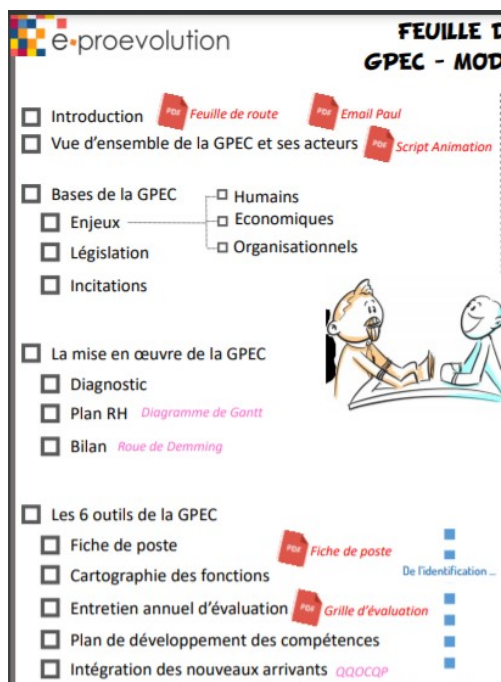 e-proevolution
FEUILLE D
GPEC - MOD
Introduction PDF Feuille de route PDF Email Paul
Vue d'ensemble de la GPEC et ses acteurs PDF Script Animation
Bases de la GPEC
Enjeux
Humains
Economiques
Organisationnels
Législation
Incitations
La mise en œuvre de la GPEC
Diagnostic
Plan RH Diagramme de Gantt
Bilan Roue de Demming
Les 6 outils de la GPEC
Fiche de poste PDF Fiche de poste
Cartographie des fonctions De l'identification ...
Entretien annuel d'évaluation PDF Grille d'évaluation
Plan de développement des compétences
Intégration des nouveaux arrivants QQOCQP